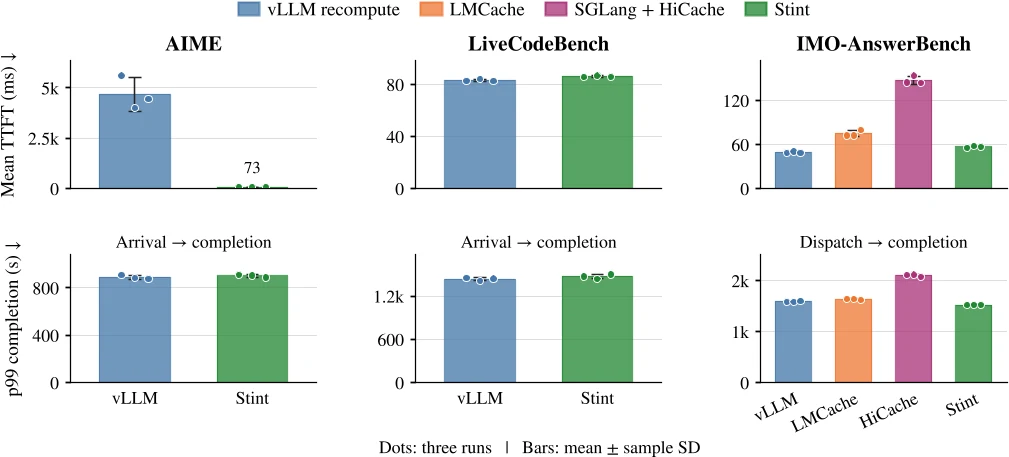 vLLM recompute LMCache SGLang + HiCache Stint
AIME LiveCodeBench IMO-AnswerBench
Mean TTFT (ms) ↓
5k
2.5k
0
73
80
40
0
120
60
0
p99 completion (s) ↓
Arrival → completion
800
400
0
vLLM Stint
Arrival → completion
1.2k
600
0
vLLM Stint
Dispatch → completion
2k
1k
0
vLLM LMCache HiCache Stint
Dots: three runs | Bars: mean ± sample SD